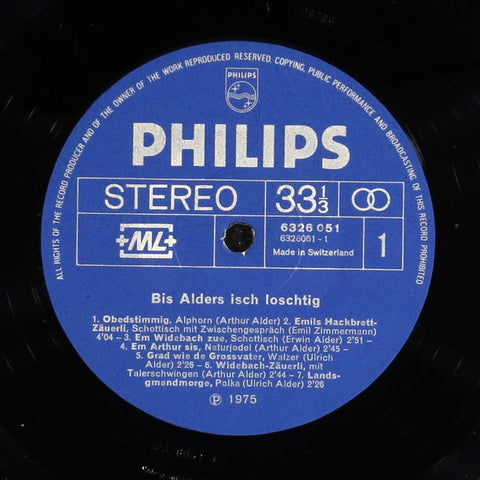 ALL RIGHTS OF THE RECORD PRODUCER AND OF THE OWNER OF THE WORK REPRODUCED RESERVED. COPYING, PUBLIC PERFORMANCE AND BROADCASTING OF THIS RECORD PROHIBITED
PHILIPS
PHILIPS
STEREO 33 1/3
+ML+ 6326 051
6326051 - 1
Made in Switzerland 1
Bis Alders isch loschtig
1. Obedstimmig, Alphorn (Arthur Alder) 2. Emils Hackbrett-
Zäuerli, Schottisch mit Zwischengespräch (Emil Zimmermann)
4'04 – 3. Em Widebach zue, Schottisch (Erwin Alder) 2'51 –
4. Em Arthur sis, Naturjodel (Arthur Alder) 2'45 –
5. Grad wie de Grossvater, Walzer (Ulrich
Alder) 2'26 – 6. Widebach-Zäuerli, mit
Talerschwingen (Arthur Alder) 2'44 – 7. Lands-
gmendmorge, Polka (Ulrich Alder) 2'26
Ⓟ 1975